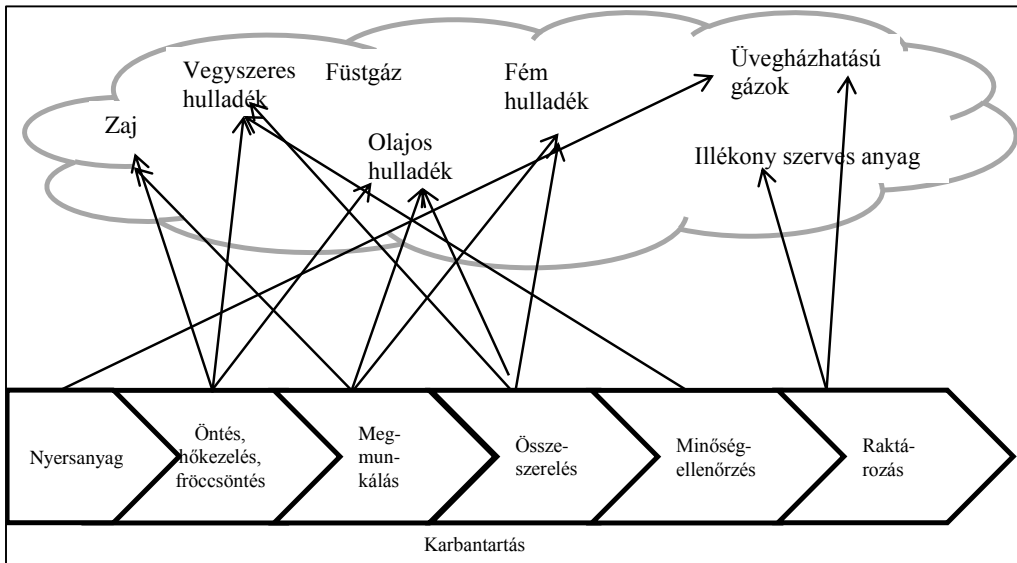 Vegyszeres
hulladék
Füstgáz
Fém
hulladék
Üvegházhatású
gázok
Zaj
Olajos
hulladék
Illékony szerves anyag
Nyersanyag
Öntés,
hőkezelés,
fröccsöntés
Meg-
mun-
kálás
Össze-
szerelés
Minőség-
ellenőrzés
Raktá-
rozás
Karbantartás